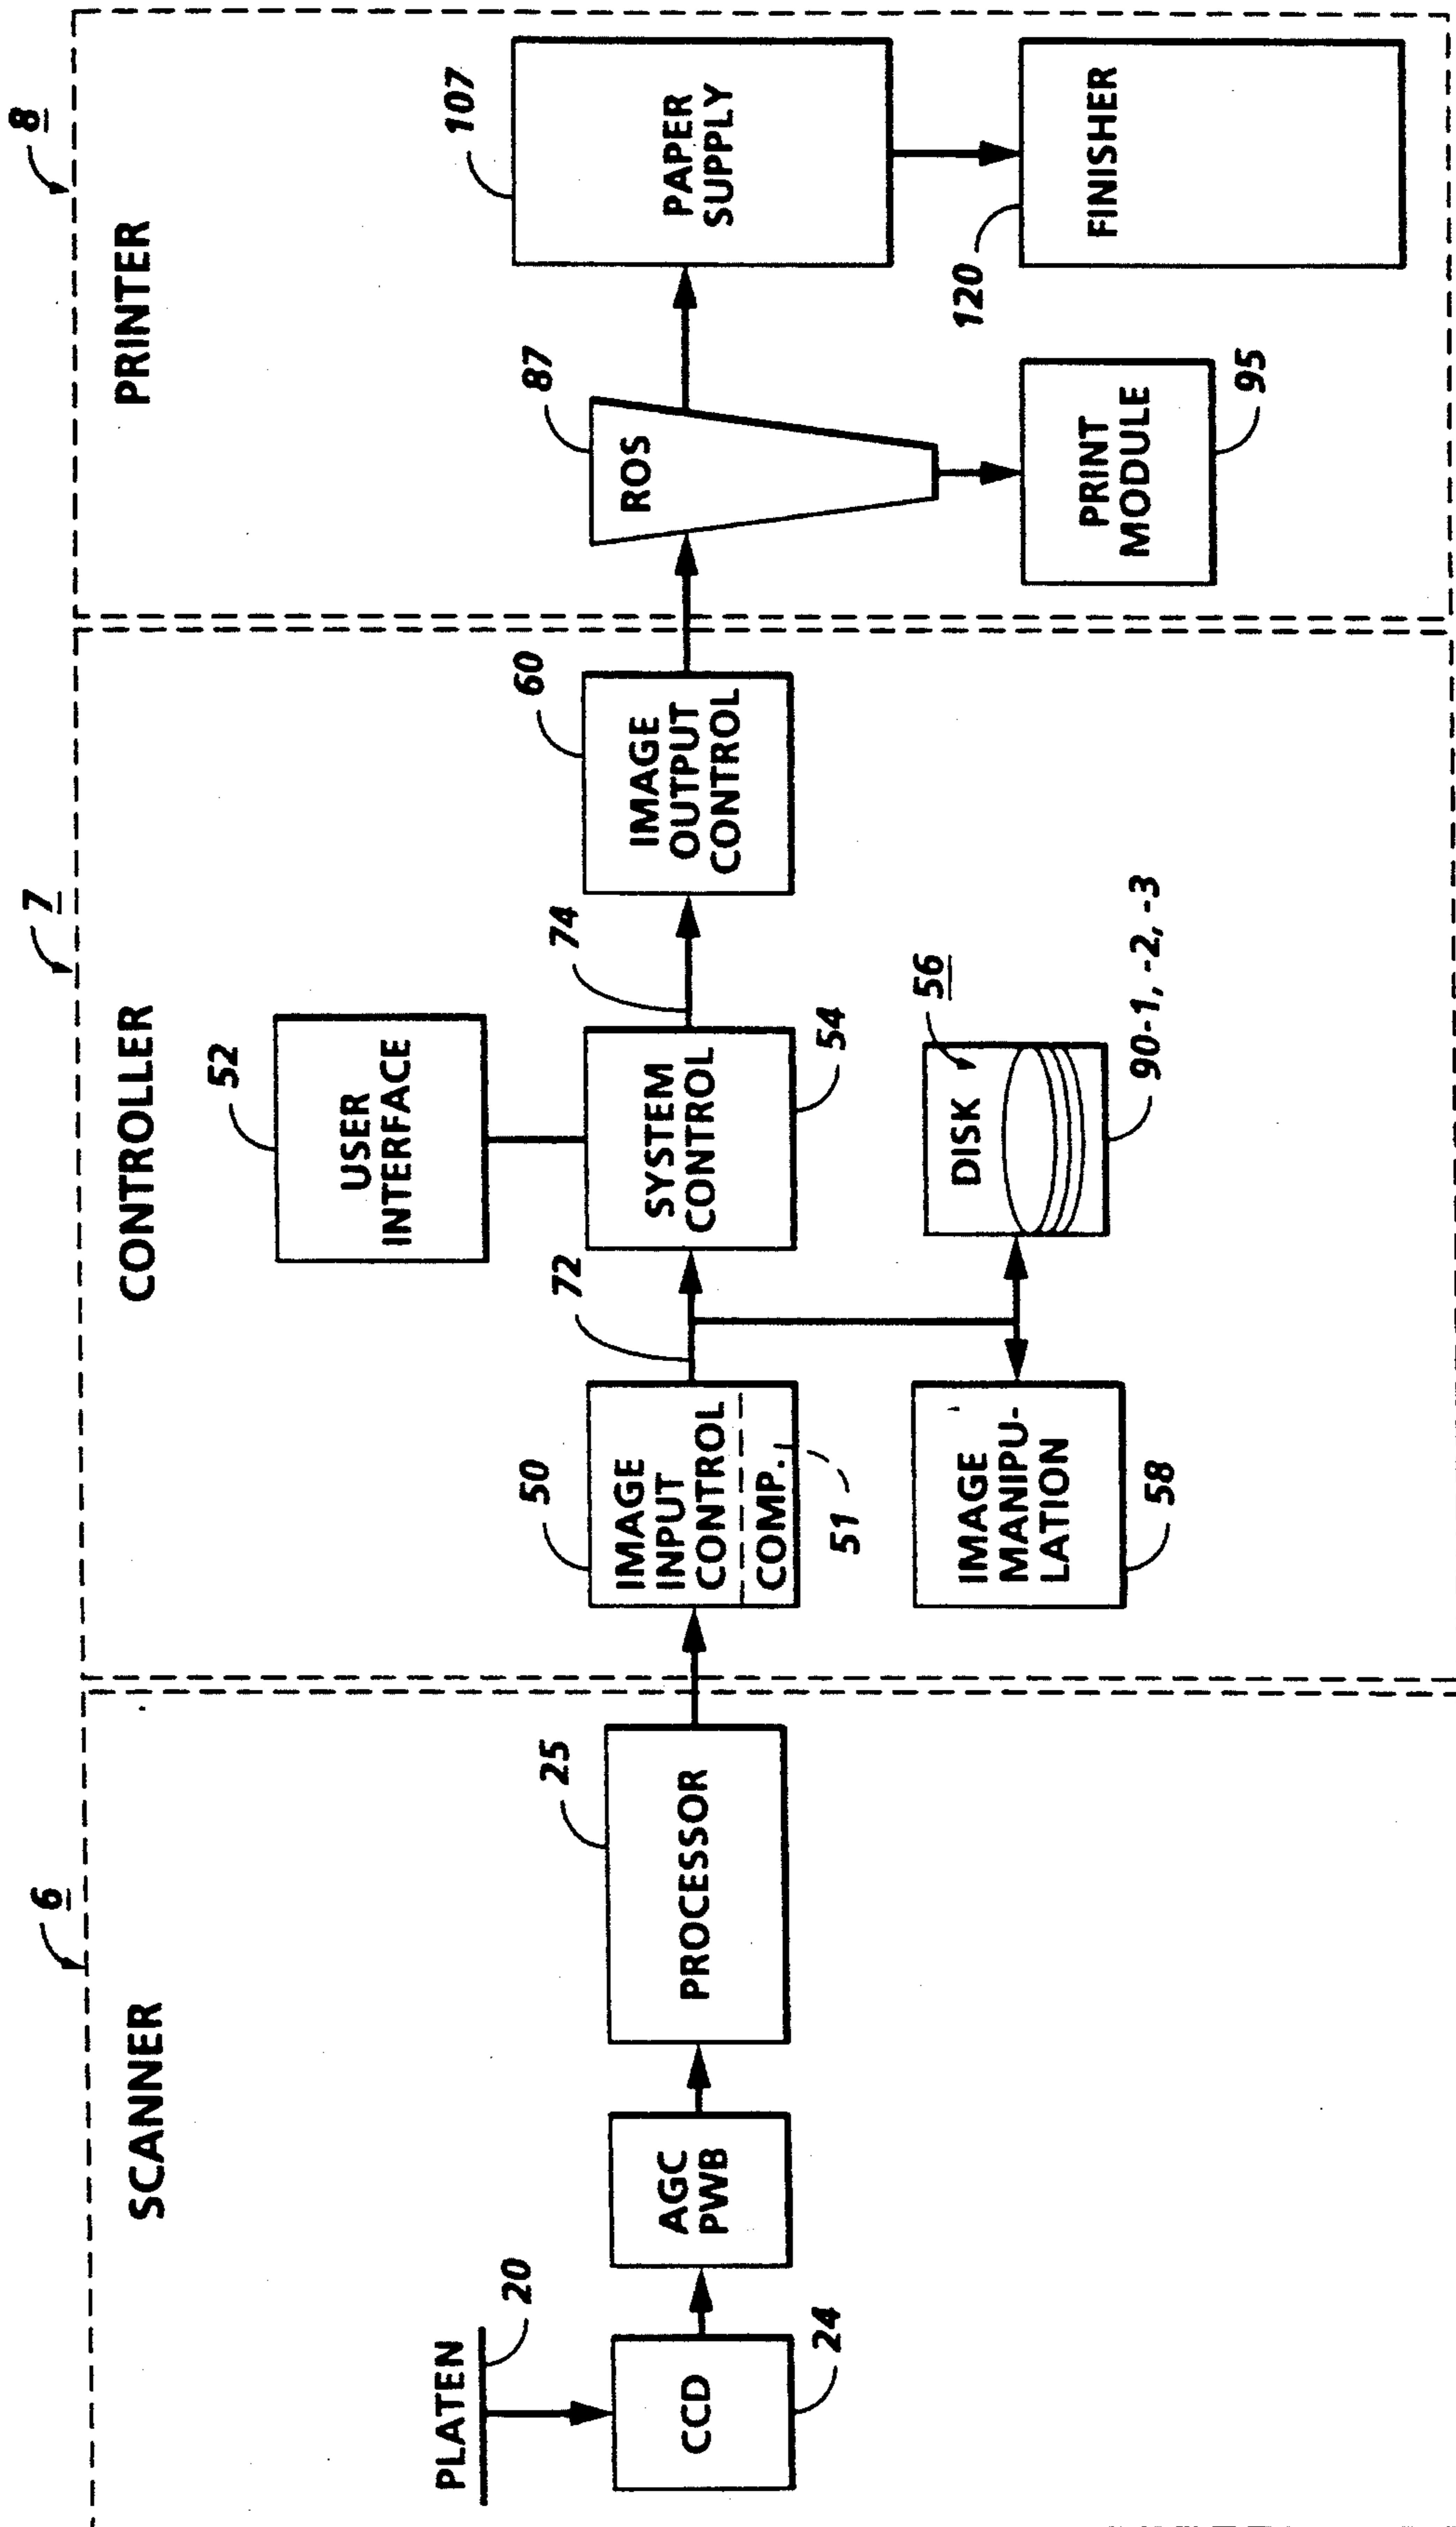 6
SCANNER
PLATEN
20
CCD
24
AGC
PWB
PROCESSOR
25
7
CONTROLLER
USER
INTERFACE
52
IMAGE
INPUT
CONTROL
COMP.
50
51
72
SYSTEM
CONTROL
54
74
IMAGE
OUTPUT
CONTROL
60
IMAGE
MANIPU-
LATION
58
DISK
56
90-1, -2, -3
8
PRINTER
ROS
87
PRINT
MODULE
95
PAPER
SUPPLY
107
FINISHER
120